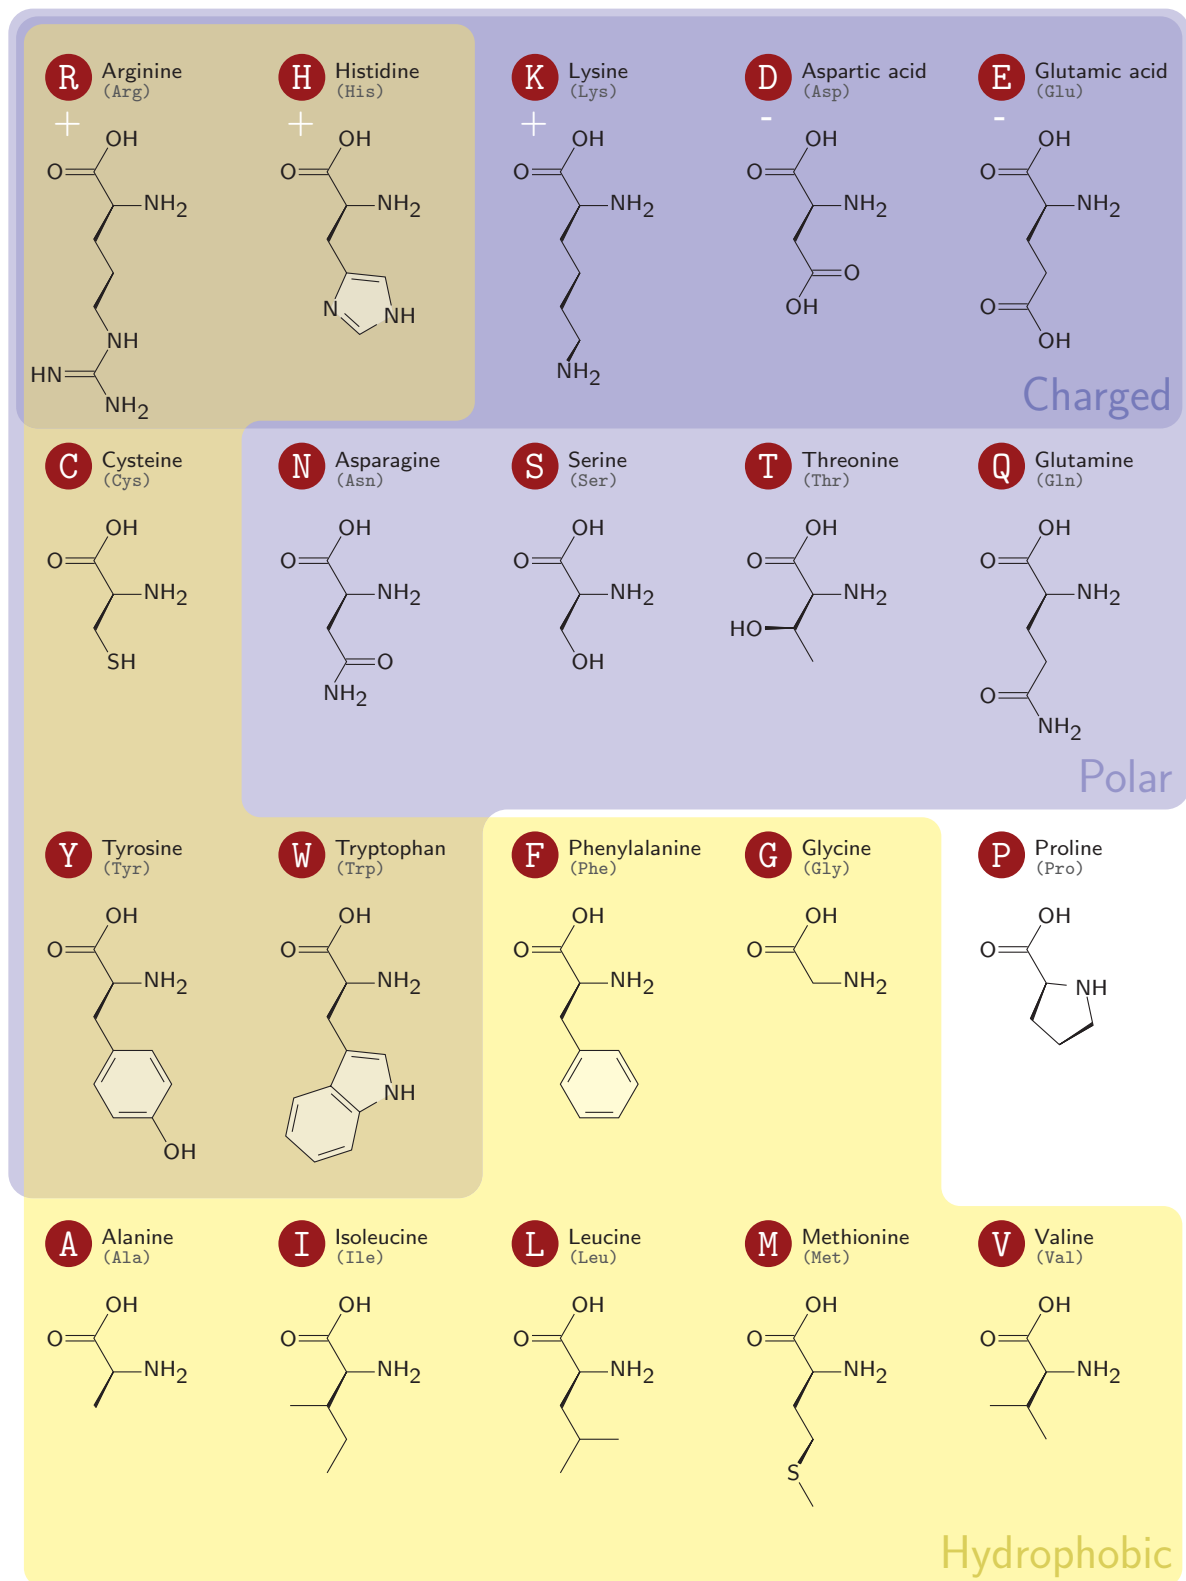 R Arginine H Histidine K Lysine D Aspartic acid E Glutamic acid
(Arg) (His) (Lys) (Asp) (Glu)
+ + + - -
OH OH OH OH OH
O O O O O
NH2 NH2 NH2 NH2 NH2
O
N NH OH O
NH OH
HN NH2
NH2 Charged
C Cysteine N Asparagine S Serine T Threonine Q Glutamine
(Cys) (Asn) (Ser) (Thr) (Gln)
OH OH OH OH OH
O O O O O
NH2 NH2 NH2 NH2 NH2
HO
SH O OH
NH2 O
NH2
Polar
Y Tyrosine W Tryptophan F Phenylalanine G Glycine P Proline
(Tyr) (Trp) (Phe) (Gly) (Pro)
OH OH OH OH OH
O O O O O
NH2 NH2 NH2 NH2 NH
NH
OH
A Alanine I Isoleucine L Leucine M Methionine V Valine
(Ala) (Ile) (Leu) (Met) (Val)
OH OH OH OH OH
O O O O O
NH2 NH2 NH2 NH2 NH2
S
Hydrophobic